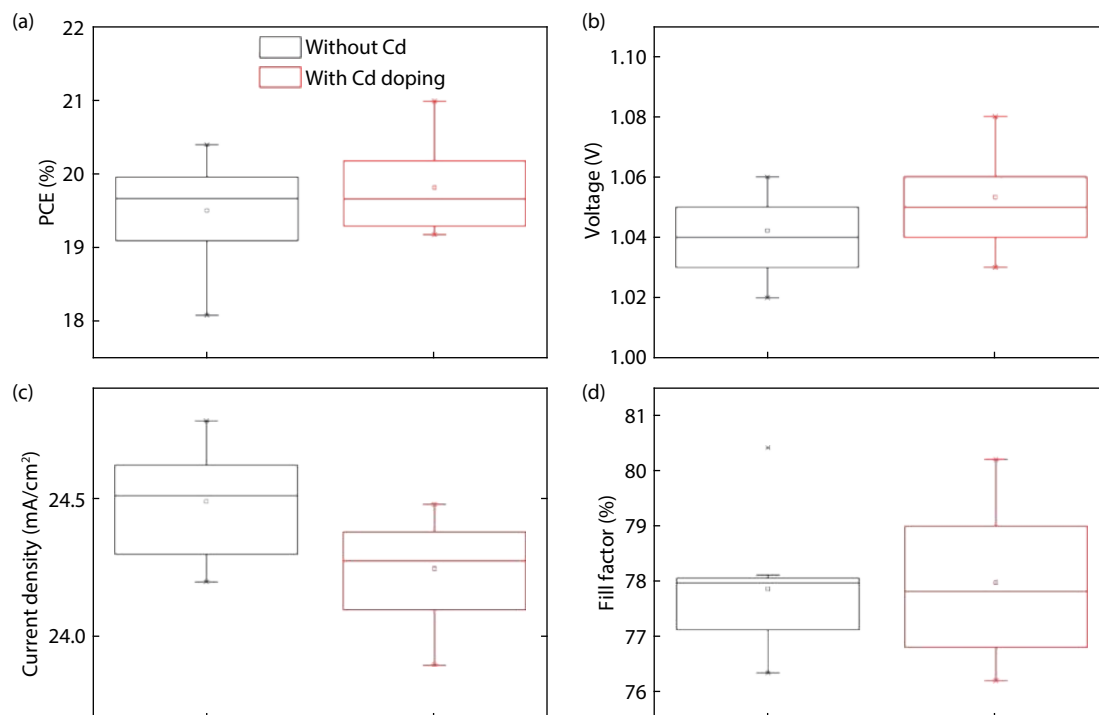 (a)
22
21
20
19
18
PCE (%)
Without Cd
With Cd doping
(b)
1.10
1.08
1.06
1.04
1.02
1.00
Voltage (V)
(c)
24.5
24.0
Current density (mA/cm²)
(d)
81
80
79
78
77
76
Fill factor (%)